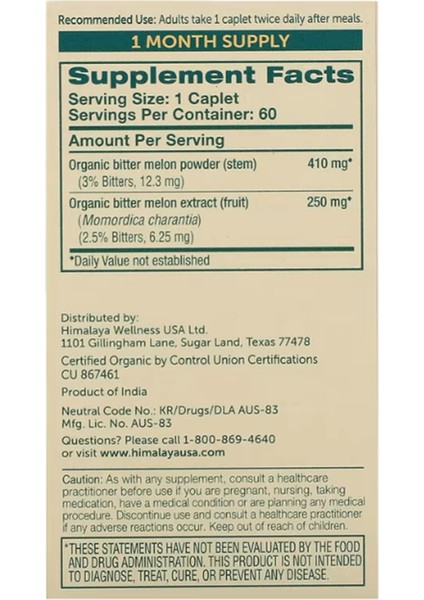 Recommended Use: Adults take 1 caplet twice daily after meals.
1 MONTH SUPPLY
Supplement Facts
Serving Size: 1 Caplet
Servings Per Container: 60
Amount Per Serving
Organic bitter melon powder (stem) 410 mg*
(3% Bitters, 12.3 mg)
Organic bitter melon extract (fruit) 250 mg*
(Momordica charantia)
(2.5% Bitters, 6.25 mg)
*Daily Value not established
Distributed by:
Himalaya Wellness USA Ltd.
1101 Gillingham Lane, Sugar Land, Texas 77478
Certified Organic by Control Union Certifications
CU 867461
Product of India
Neutral Code No.: KR/Drugs/DLA AUS-83
Mfg. Lic. No. AUS-83
Questions? Please call 1-800-869-4640
or visit www.himalayausa.com
Caution: As with any supplement, consult a healthcare
practitioner before use if you are pregnant, nursing, taking
medication, have a medical condition or are planning any medical
procedure. Discontinue use and consult a healthcare practitioner
if any adverse reactions occur. Keep out of reach of children.
*THESE STATEMENTS HAVE NOT BEEN EVALUATED BY THE FOOD
AND DRUG ADMINISTRATION. THIS PRODUCT IS NOT INTENDED
TO DIAGNOSE, TREAT, CURE, OR PREVENT ANY DISEASE.